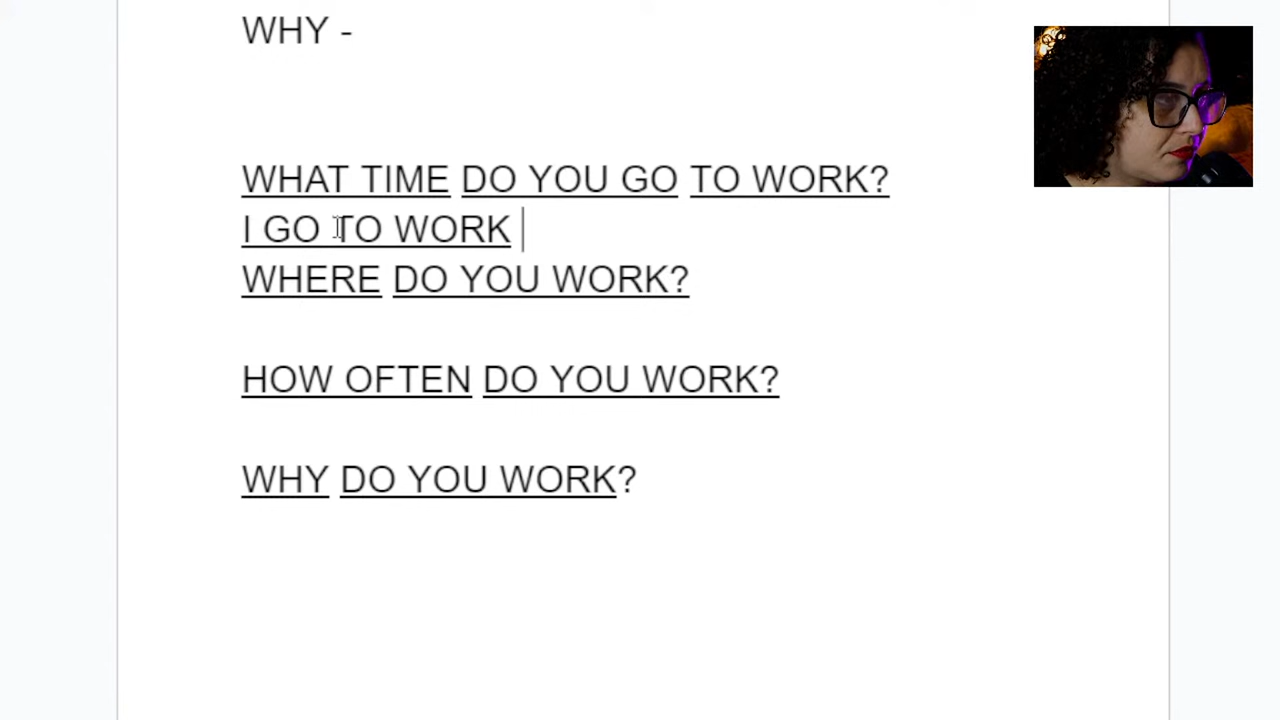 WHY -
WHAT TIME DO YOU GO TO WORK?
I GO TO WORK
WHERE DO YOU WORK?
HOW OFTEN DO YOU WORK?
WHY DO YOU WORK?